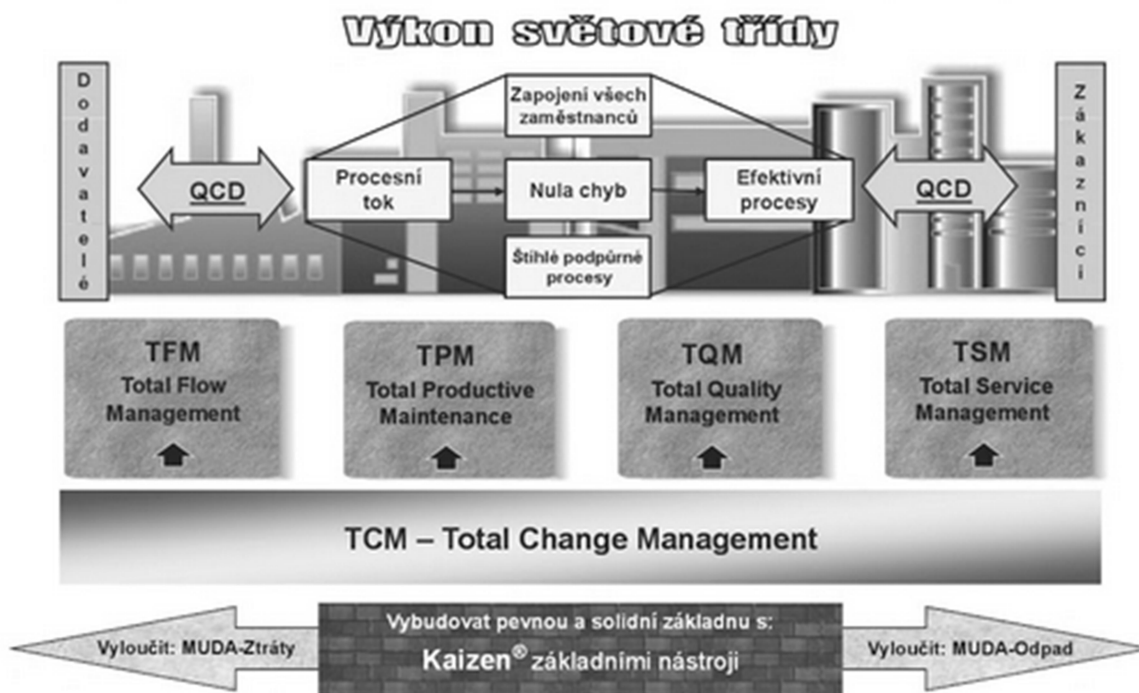 Výkon světové třídy
Dodavatelé
QCD
Procesní
tok
Zapojení všech
zaměstnanců
Nula chyb
Štíhlé podpůrné
procesy
Efektivní
procesy
QCD
Zákazníci
TFM
Total Flow
Management
TPM
Total Productive
Maintenance
TQM
Total Quality
Management
TSM
Total Service
Management
TCM – Total Change Management
Vyloučit: MUDA-Ztráty
Vybudovat pevnou a solidní základnu s:
Kaizen® základními nástroji
Vyloučit: MUDA-Odpad